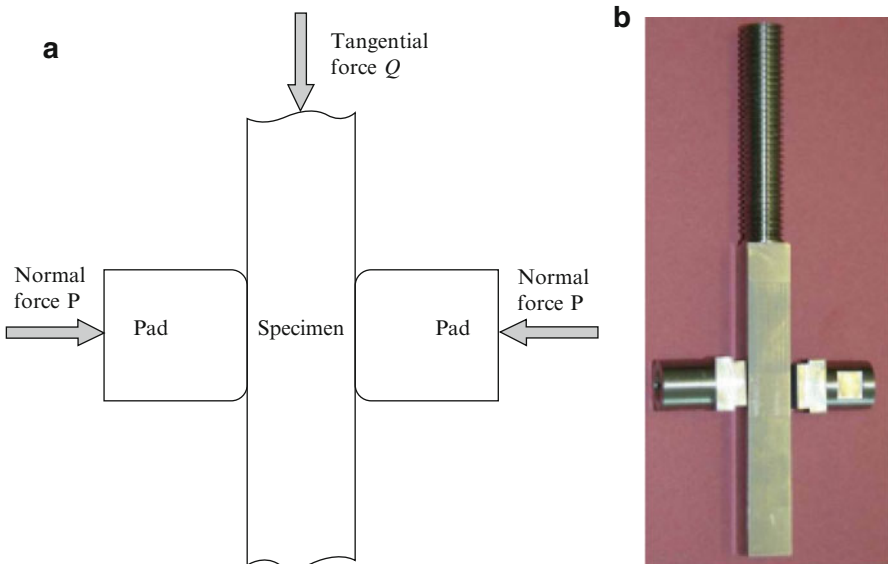 a
Tangential
force Q
Normal
force P
Pad
Specimen
Pad
Normal
force P
b